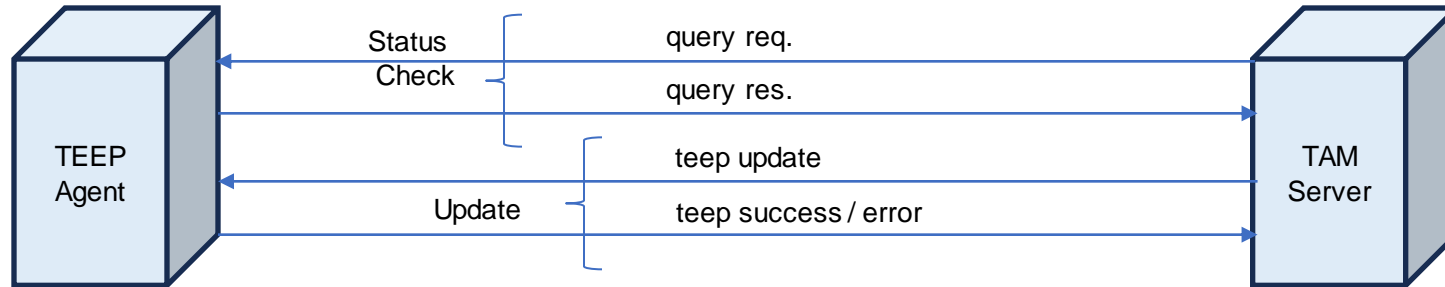 Status
Check
query req.
query res.
TEEP
Agent
teep update
TAM
Server
Update
teep success / error